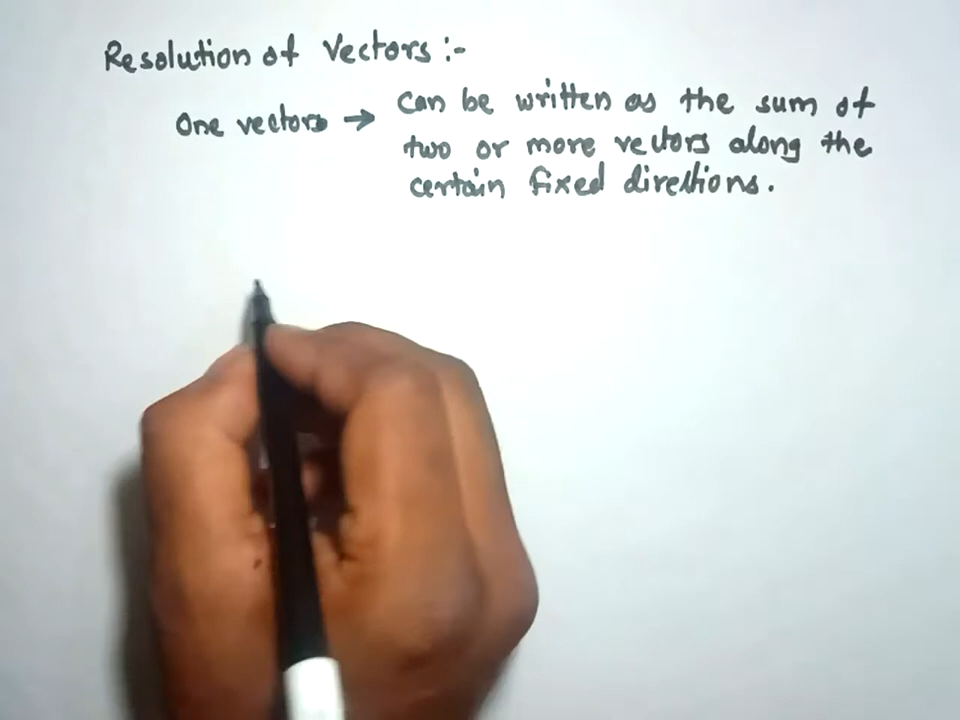 Resolution of Vectors :-
One vectors → can be written as the sum of
two or more vectors along the
certain fixed directions.